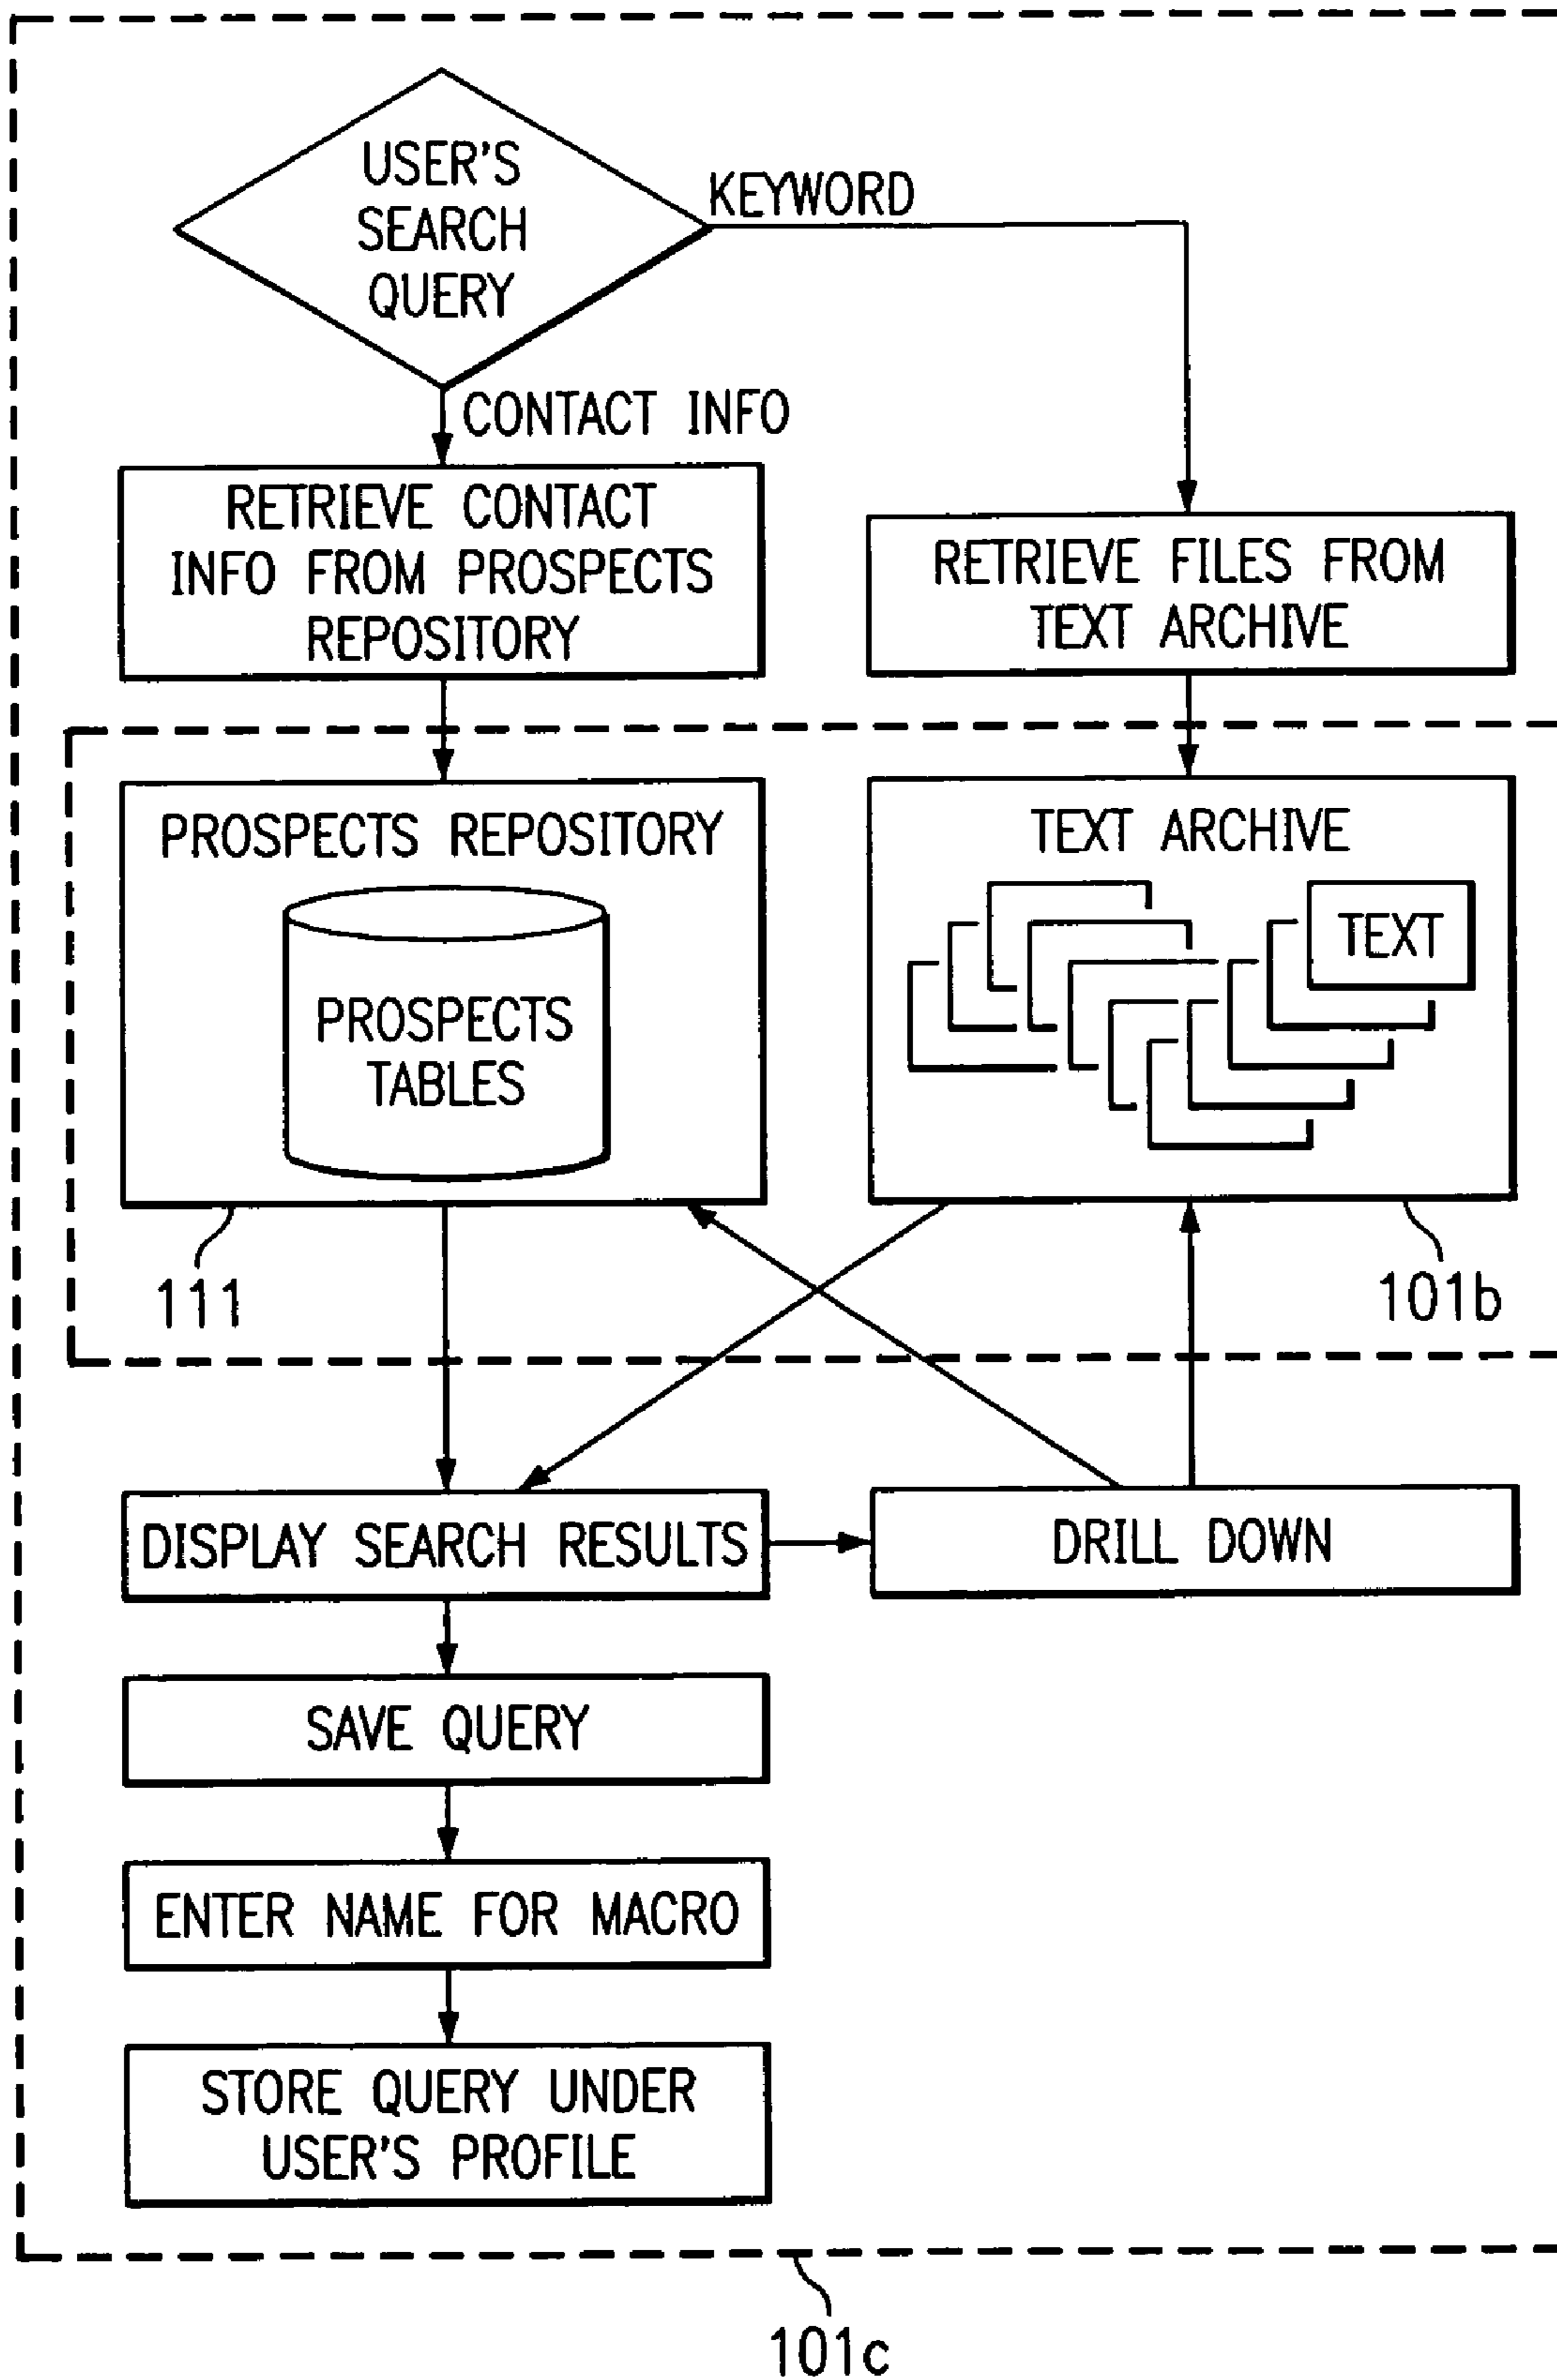 USER'S
SEARCH
QUERY
KEYWORD
CONTACT INFO
RETRIEVE CONTACT
INFO FROM PROSPECTS
REPOSITORY
RETRIEVE FILES FROM
TEXT ARCHIVE
PROSPECTS REPOSITORY
PROSPECTS
TABLES
TEXT ARCHIVE
TEXT
111
101b
DISPLAY SEARCH RESULTS
DRILL DOWN
SAVE QUERY
ENTER NAME FOR MACRO
STORE QUERY UNDER
USER'S PROFILE
101c